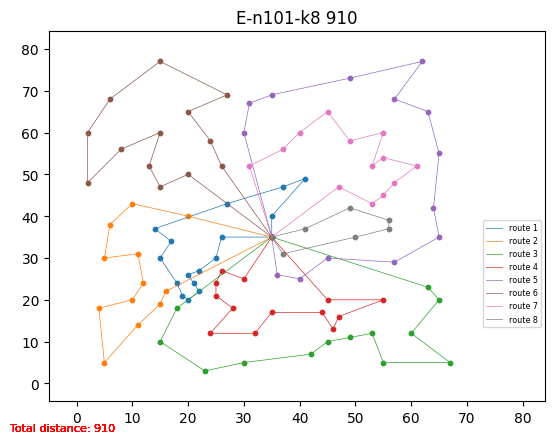 E-n101-k8 910
80
70
60
50
40
30
20
10
0
route 1
route 2
route 3
route 4
route 5
route 6
route 7
route 8
0 10 20 30 40 50 60 70 80
Total distance: 910